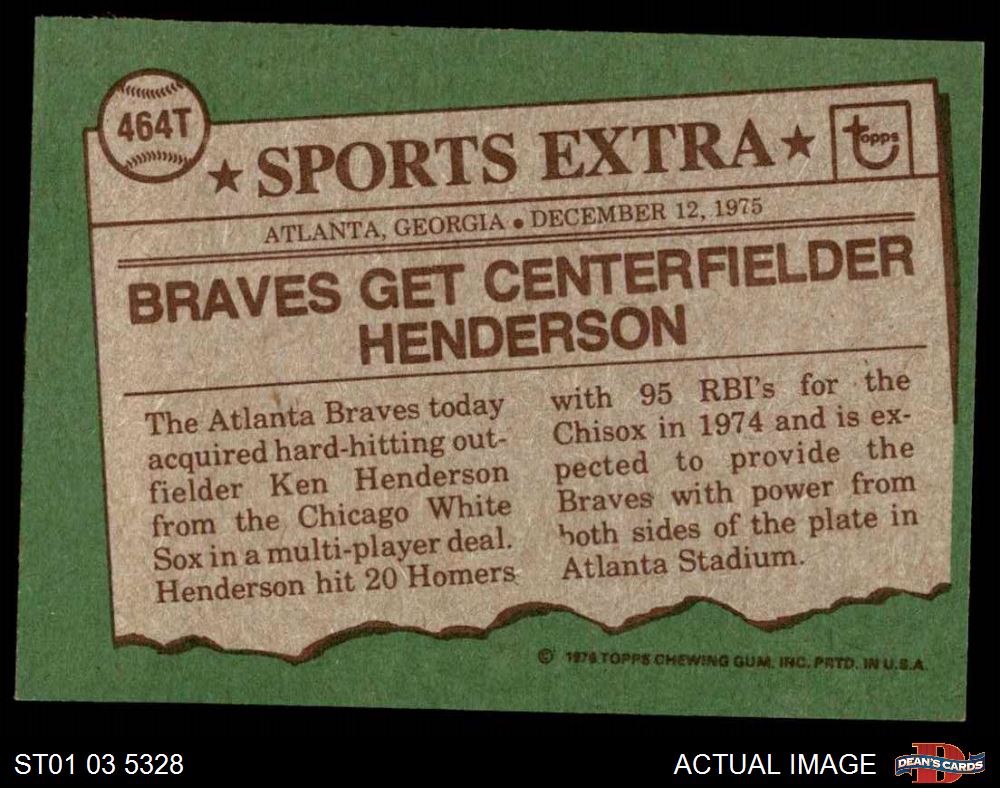 464T
★ SPORTS EXTRA ★
topps
ATLANTA, GEORGIA • DECEMBER 12, 1975
BRAVES GET CENTERFIELDER
HENDERSON
The Atlanta Braves today
acquired hard-hitting out-
fielder Ken Henderson
from the Chicago White
Sox in a multi-player deal.
Henderson hit 20 Homers
with 95 RBI's for the
Chisox in 1974 and is ex-
pected to provide the
Braves with power from
both sides of the plate in
Atlanta Stadium.
© 1976 TOPPS CHEWING GUM, INC. PRTD. IN U.S.A.
ST01 03 5328
ACTUAL IMAGE
DEAN'S CARDS